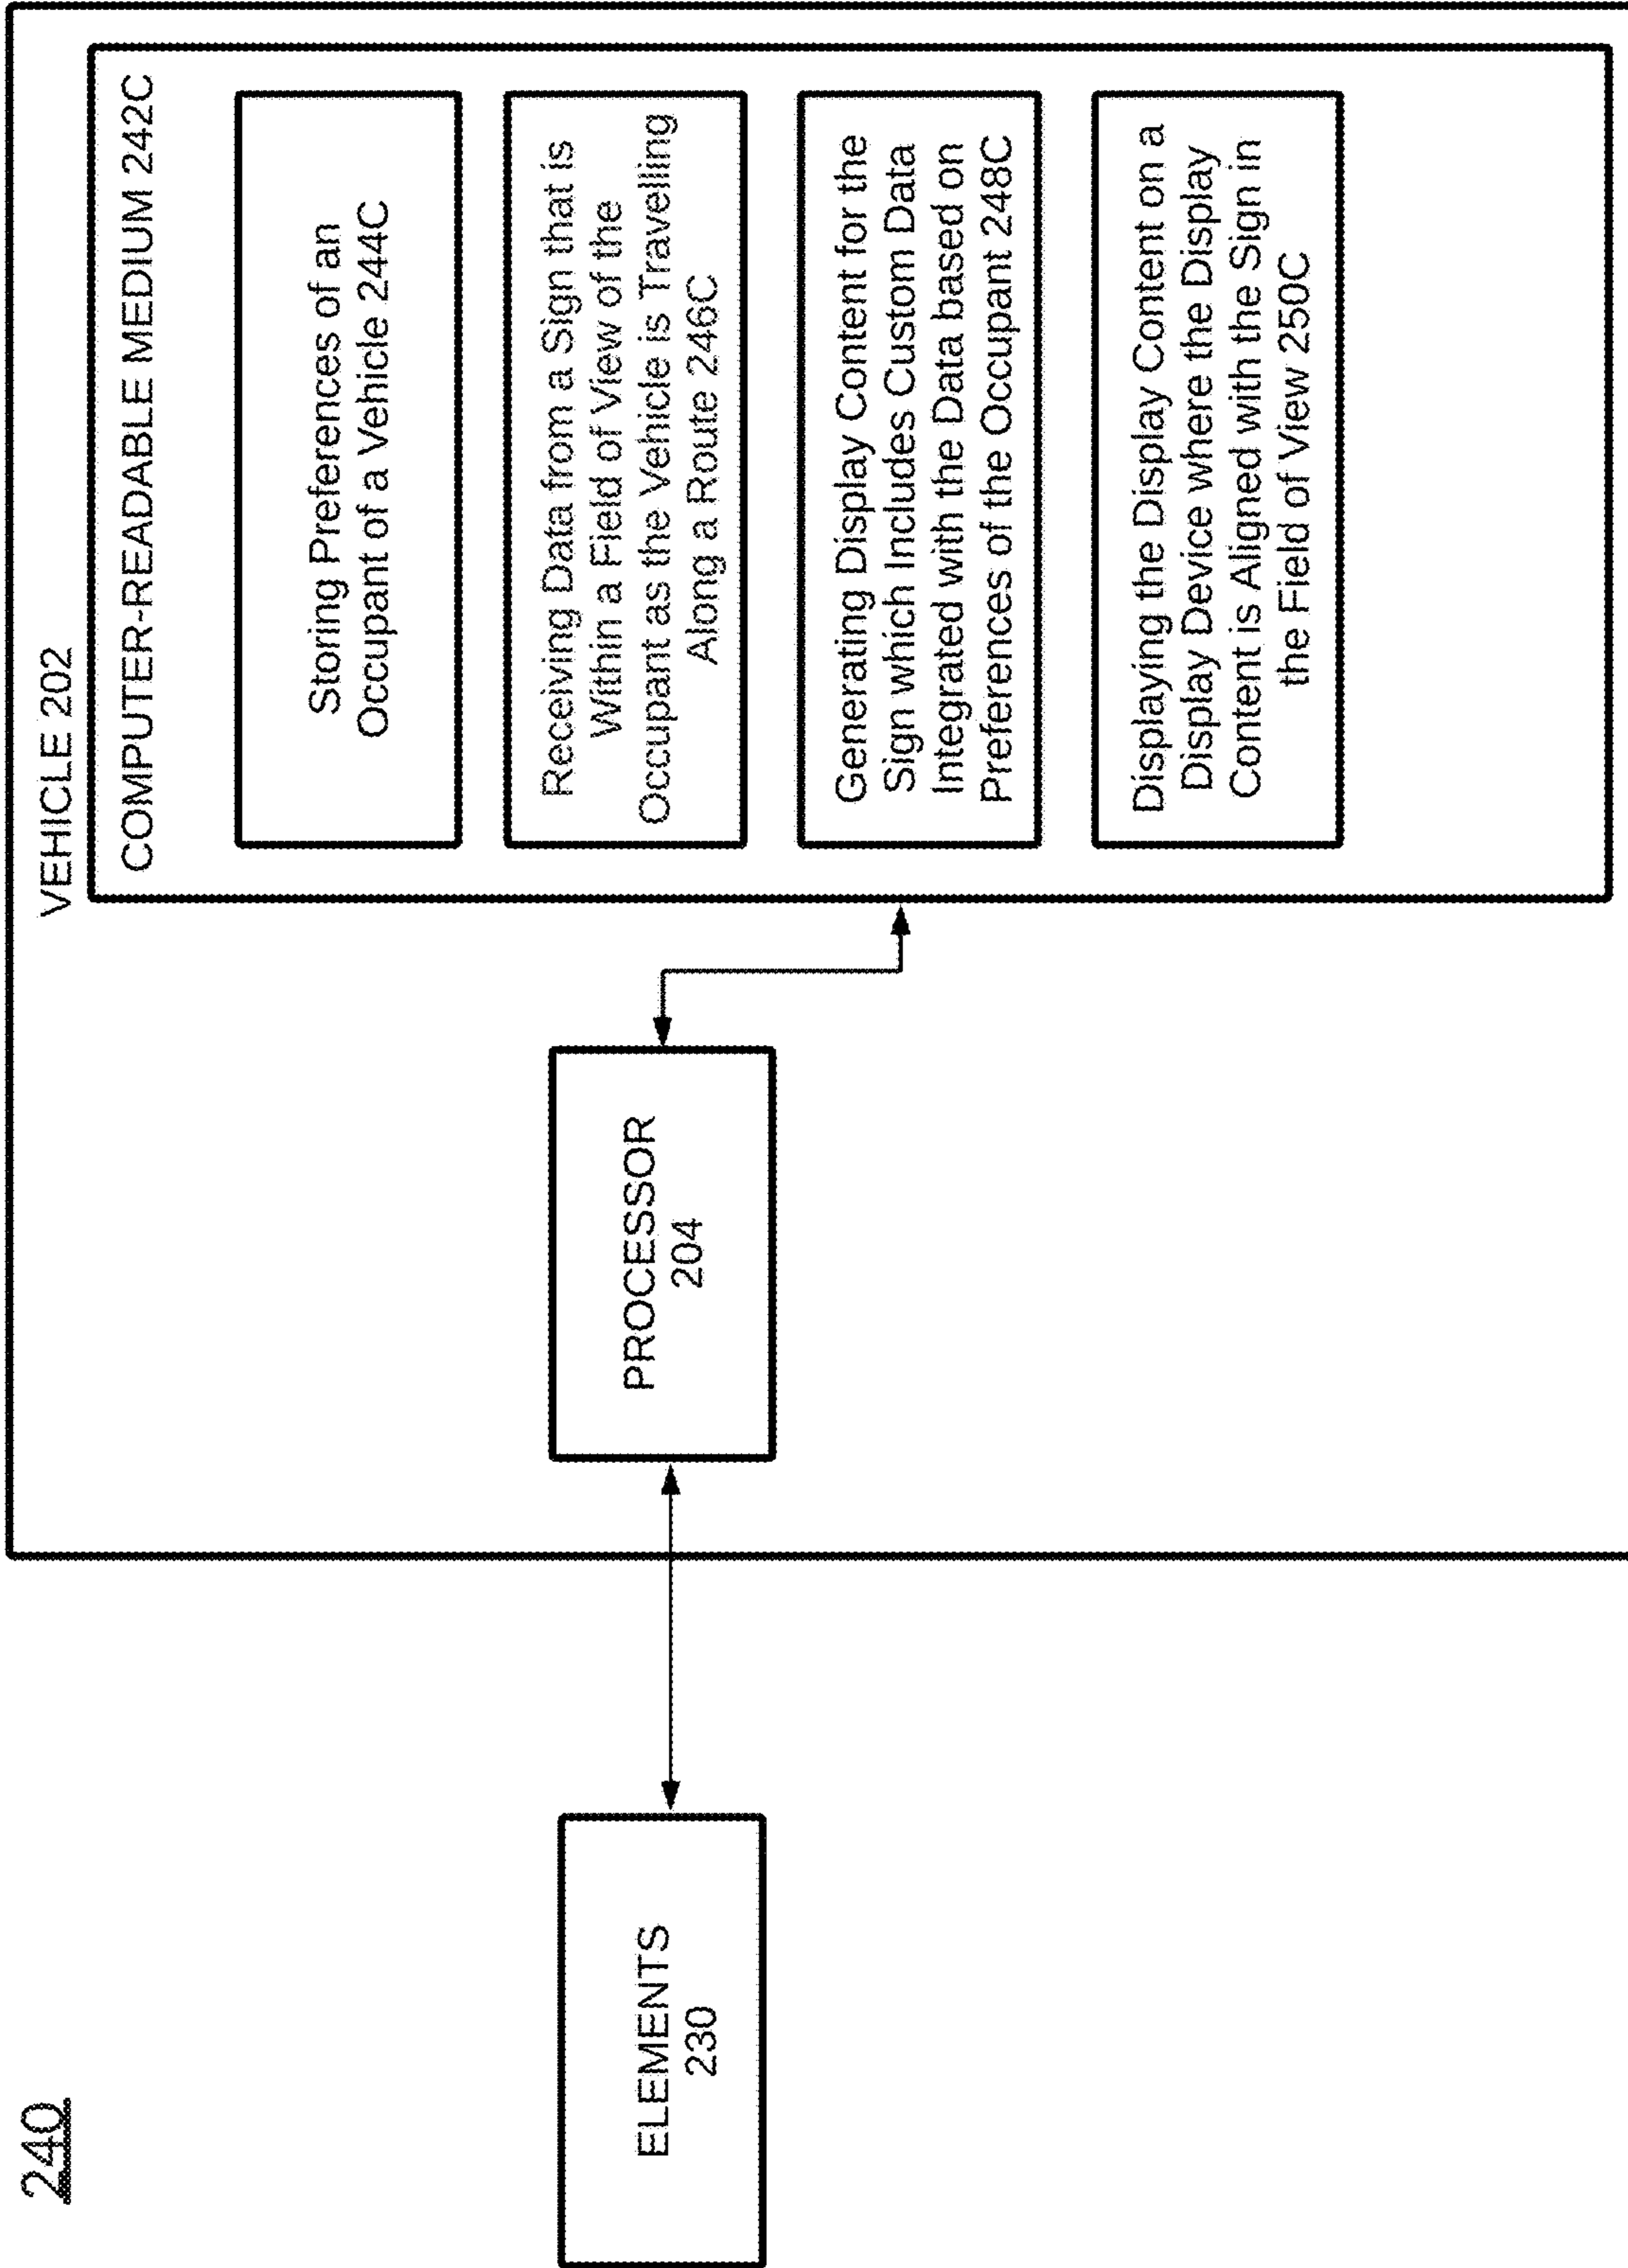 240
VEHICLE 202
COMPUTER-READABLE MEDIUM 242C
Storing Preferences of an
Occupant of a Vehicle 244C
Receiving Data from a Sign that is
Within a Field of View of the
Occupant as the Vehicle is Travelling
Along a Route 246C
Generating Display Content for the
Sign which Includes Custom Data
Integrated with the Data based on
Preferences of the Occupant 248C
Displaying the Display Content on a
Display Device where the Display
Content is Aligned with the Sign in
the Field of View 250C
PROCESSOR
204
ELEMENTS
230